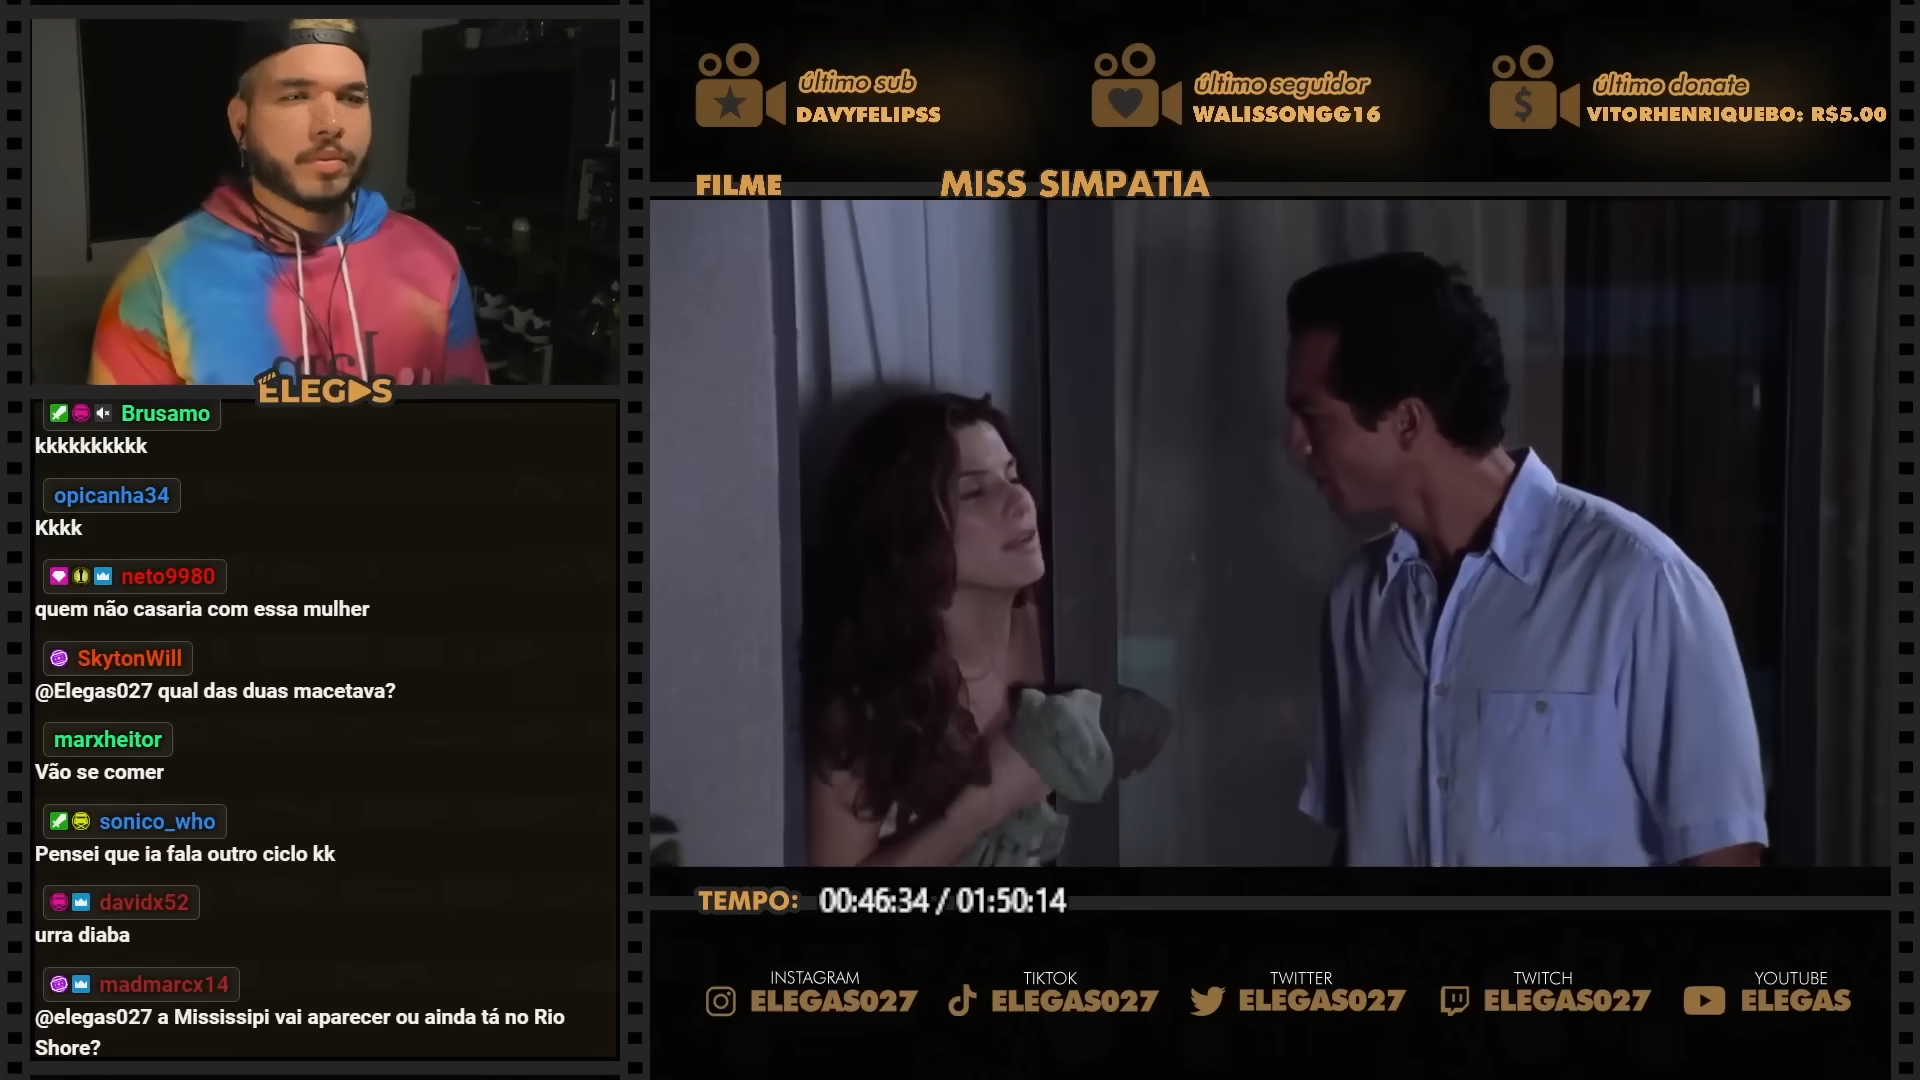 último sub
DAVYFELIPSS
último seguidor
WALISSONGG16
último donate
VITORHENRIQUEBO: R$5.00
FILME
MISS SIMPATIA
ELEGAS
Brusamo
kkkkkkkkkk
opicanha34
Kkkk
neto9980
quem não casaria com essa mulher
SkytonWill
@Elegas027 qual das duas macetava?
marxheitor
Vão se comer
sonico_who
Pensei que ia fala outro ciclo kk
davidx52
urra diaba
madmarcx14
@elegas027 a Mississipi vai aparecer ou ainda tá no Rio
Shore?
TEMPO: 00:46:34 / 01:50:14
INSTAGRAM
ELEGAS027
TIKTOK
ELEGAS027
TWITTER
ELEGAS027
TWITCH
ELEGAS027
YOUTUBE
ELEGAS